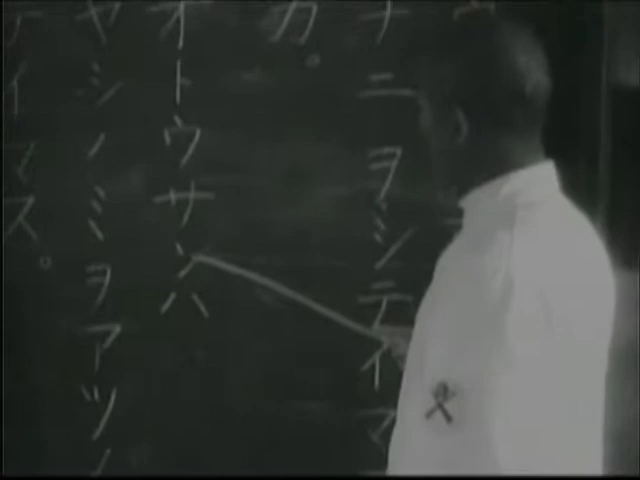 ナニヲシテイマ
カ。
オトウサンハ
ヤシノミヲアツ
テイマス。